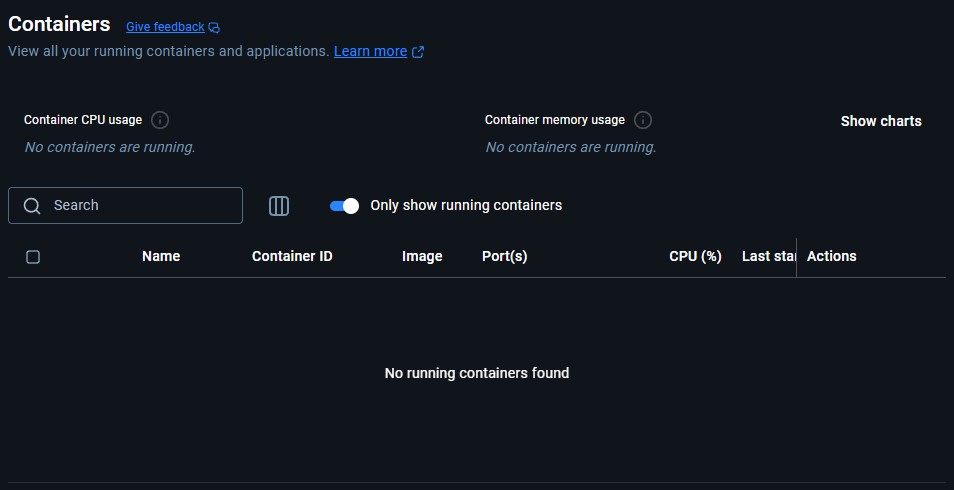 Containers Give feedback
View all your running containers and applications. Learn more
Container CPU usage
No containers are running.
Container memory usage
No containers are running.
Show charts
Search
Only show running containers
Name Container ID Image Port(s) CPU (%) Last star Actions
No running containers found